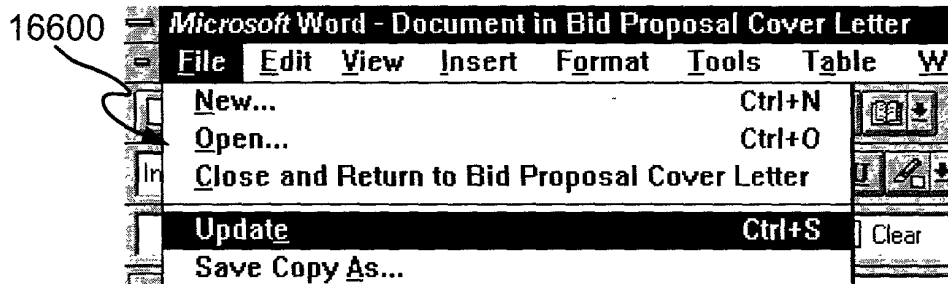 16600
Microsoft Word - Document in Bid Proposal Cover Letter
File Edit View Insert Format Tools Table W
New... Ctrl+N
Open... Ctrl+O
In
Close and Return to Bid Proposal Cover Letter U
Update Ctrl+S Clear
Save Copy As...